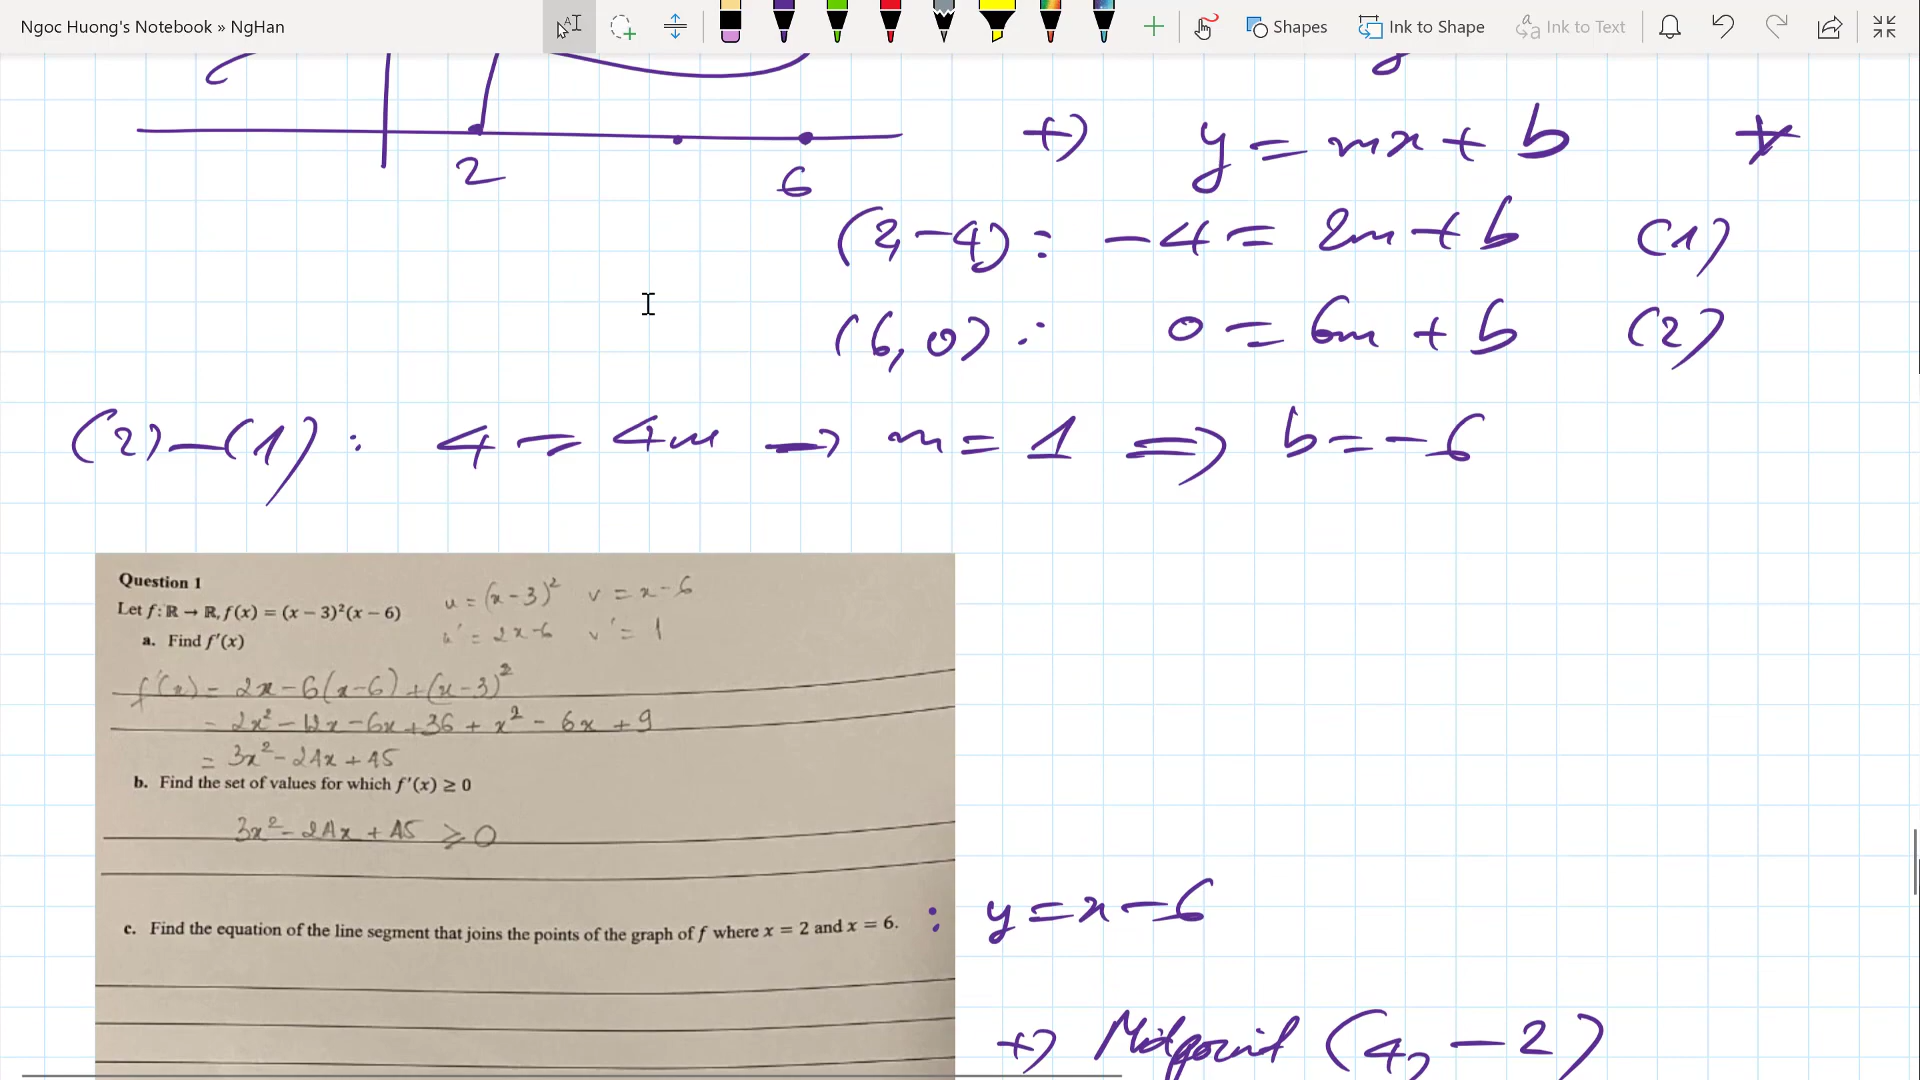 Ngoc Huong's Notebook » NgHan
Shapes
Ink to Shape
Ink to Text
2
6
+) y = mx + b
(2, -4) : -4 = 2m + b (1)
(6, 0) : 0 = 6m + b (2)
(2) - (1) : 4 = 4m → m = 1 ⇒ b = -6
Question 1
Let f: ℝ → ℝ, f(x) = (x − 3)²(x − 6)
u = (x-3)² v = x-6
u' = 2x-6 v' = 1
a. Find f'(x)
f'(x) = 2x-6(x-6) + (x-3)²
= 2x² - 12x - 6x + 36 + x² - 6x + 9
= 3x² - 24x + 45
b. Find the set of values for which f'(x) ≥ 0
3x² - 24x + 45 ≥ 0
c. Find the equation of the line segment that joins the points of the graph of f where x = 2 and x = 6.
: y = x - 6
+) Midpoint (4, -2)